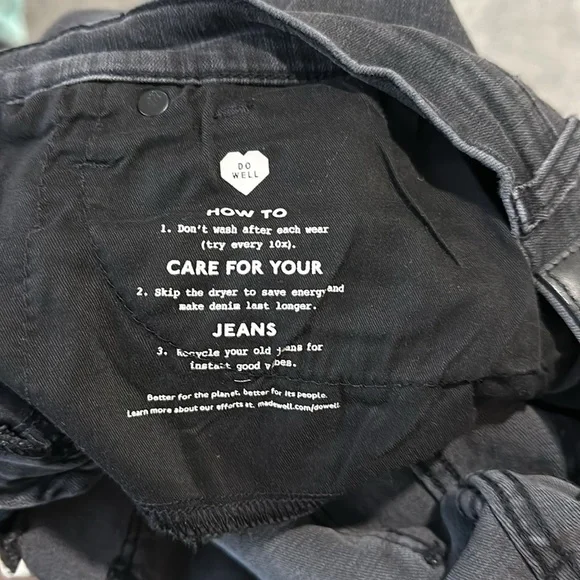 DO
WELL
HOW TO
1. Don't wash after each wear
(try every 10x).
CARE FOR YOUR
2. Skip the dryer to save energy and
make denim last longer.
JEANS
3. Recycle your old jeans for
instant good vibes.
Better for the planet, better for its people.
Learn more about our efforts at madewell.com/dowell